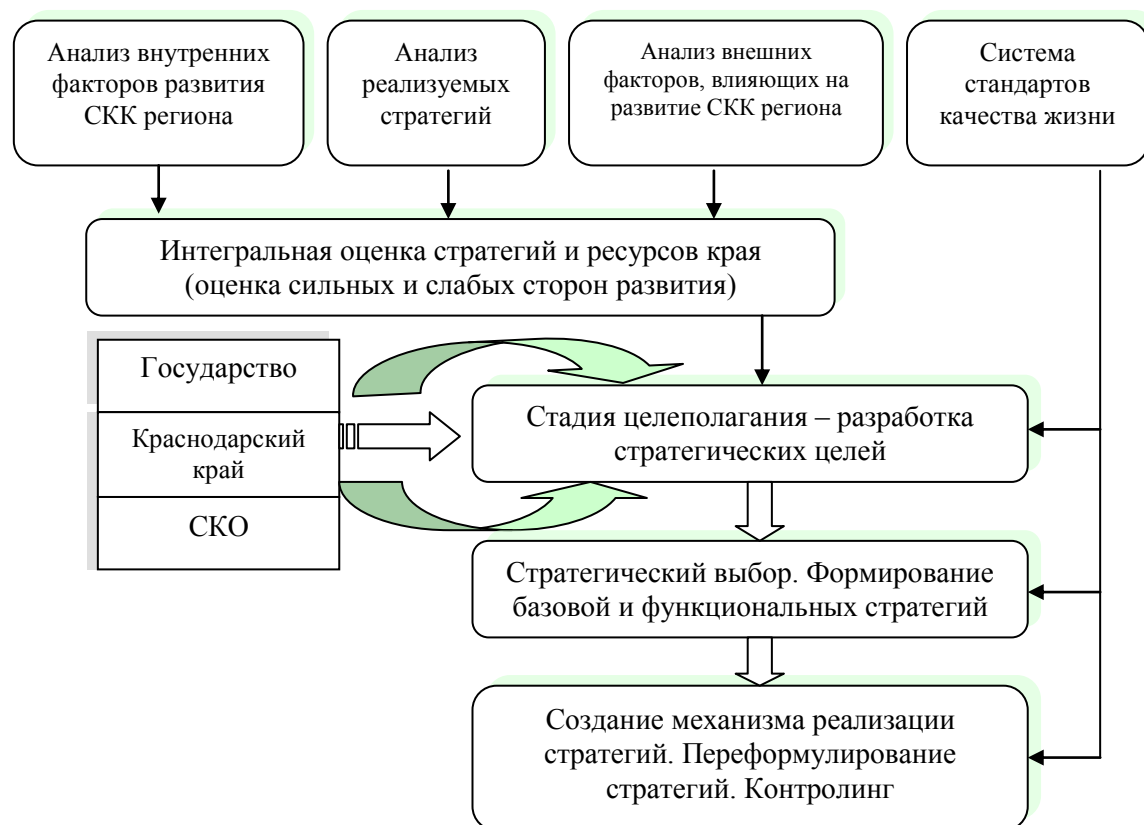 Анализ внутренних
факторов развития
СКК региона
Анализ
реализуемых
стратегий
Анализ внешних
факторов, влияющих на
развитие СКК региона
Система
стандартов
качества жизни
Интегральная оценка стратегий и ресурсов края
(оценка сильных и слабых сторон развития)
Государство
Краснодарский
край
СКО
Стадия целеполагания – разработка
стратегических целей
Стратегический выбор. Формирование
базовой и функциональных стратегий
Создание механизма реализации
стратегий. Переформулирование
стратегий. Контролинг